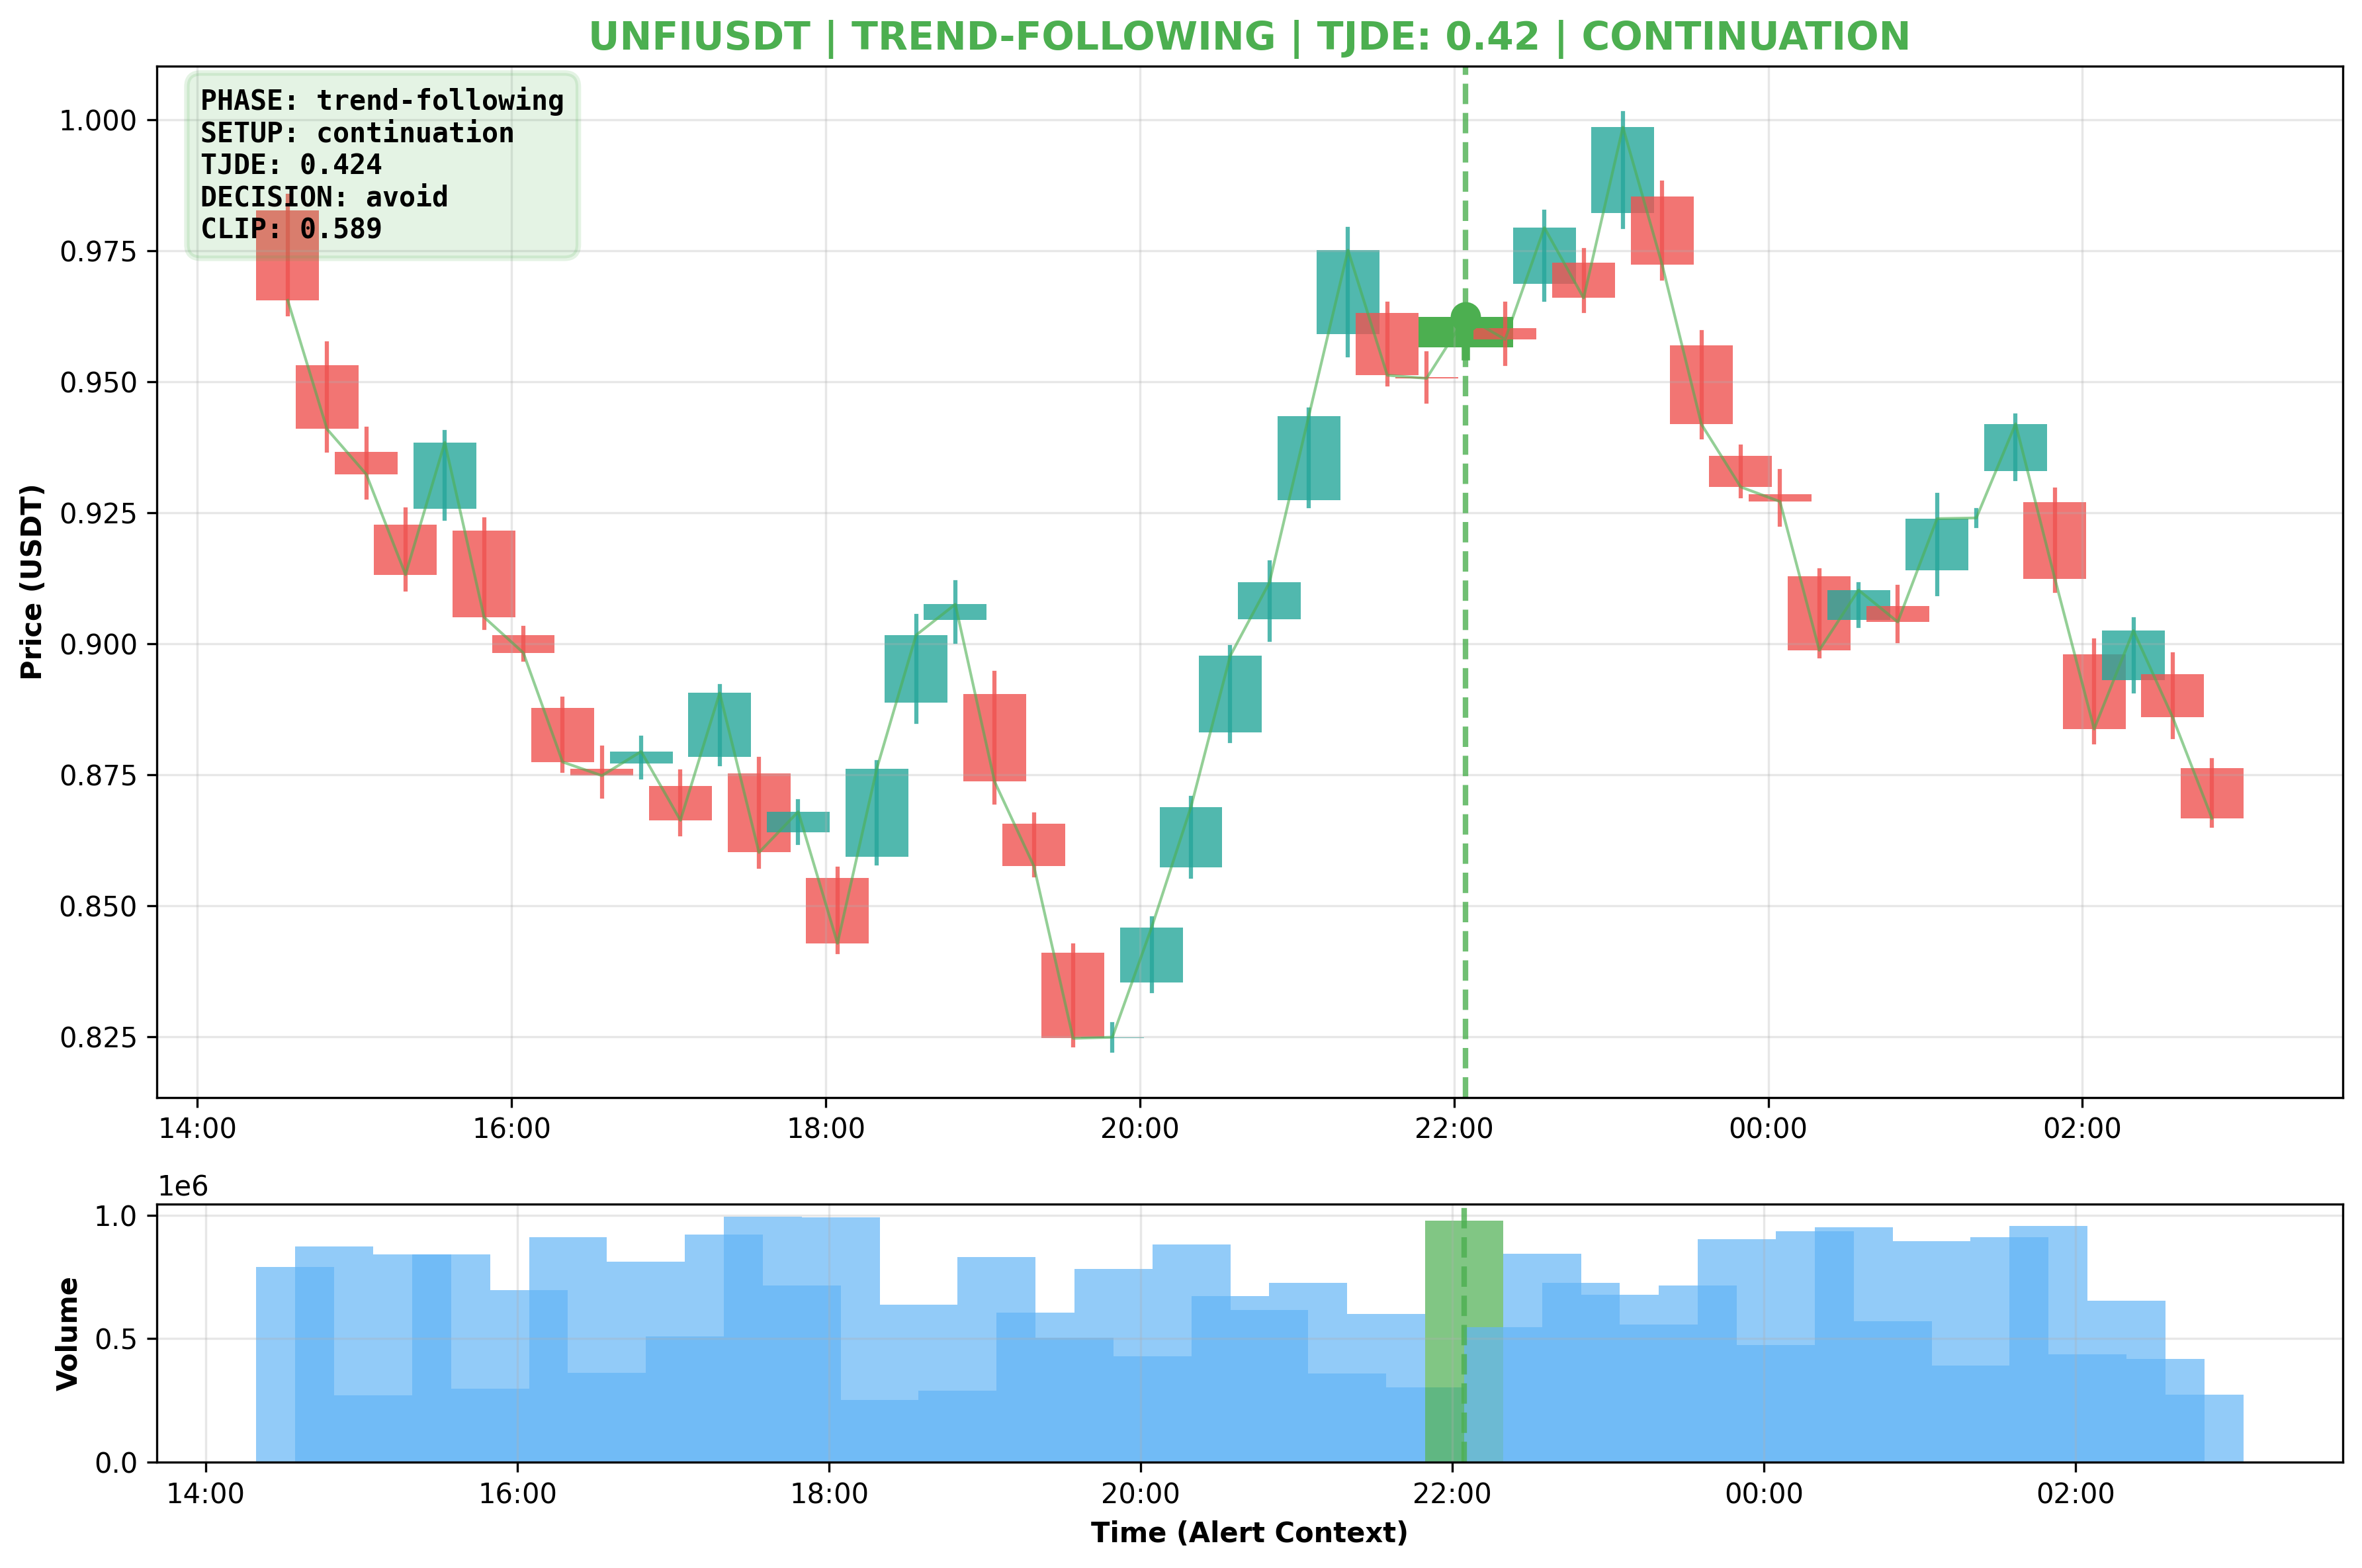 UNFIUSDT | TREND-FOLLOWING | TJDE: 0.42 | CONTINUATION
PHASE: trend-following
SETUP: continuation
TJDE: 0.424
DECISION: avoid
CLIP: 0.589
Price (USDT)
1.000
0.975
0.950
0.925
0.900
0.875
0.850
0.825
14:00 16:00 18:00 20:00 22:00 00:00 02:00
1e6
Volume
1.0
0.5
0.0
14:00 16:00 18:00 20:00 22:00 00:00 02:00
Time (Alert Context)